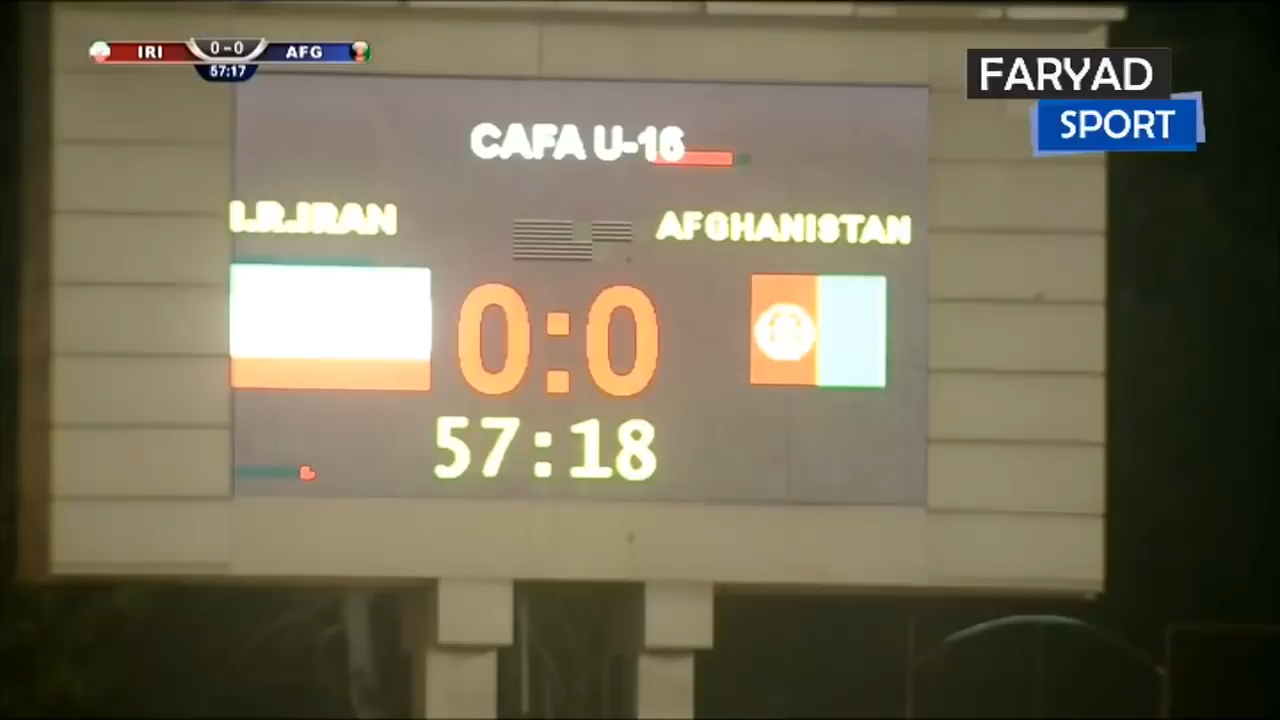 IRI 0-0 AFG
57:17
FARYAD
SPORT
CAFA U-16
I.R.IRAN
AFGHANISTAN
0:0
57:18